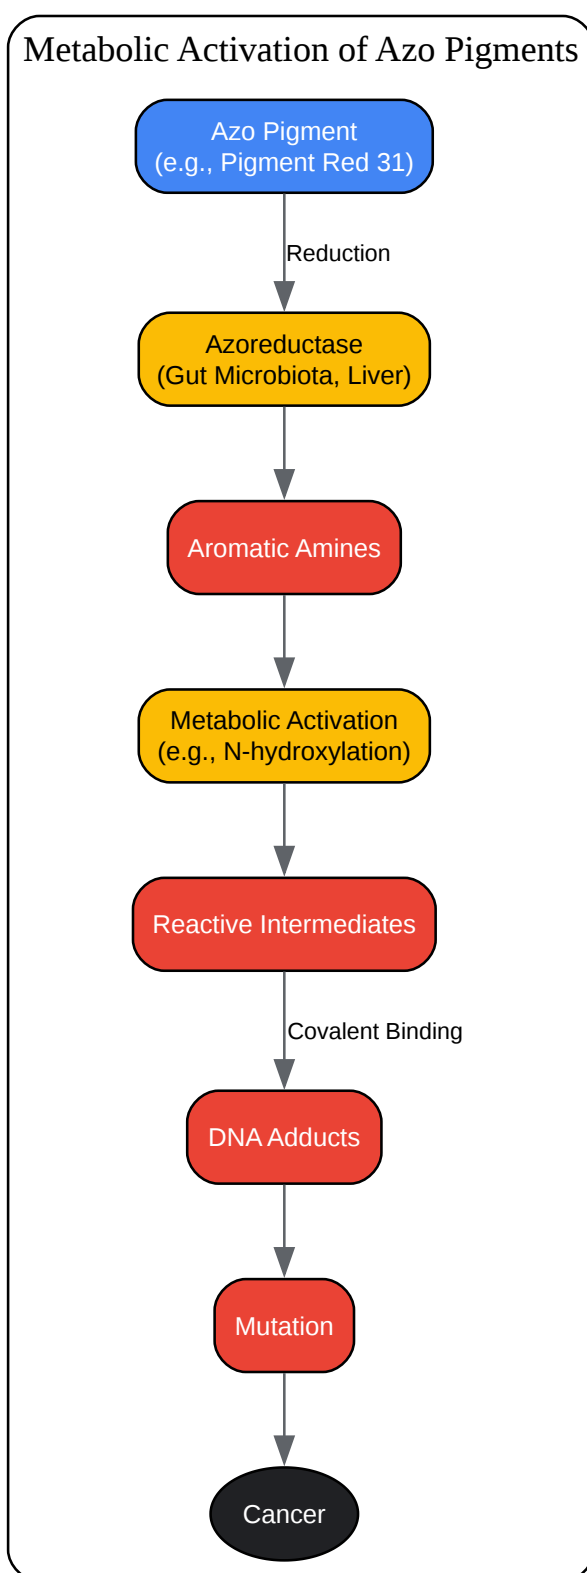 Metabolic Activation of Azo Pigments
Azo Pigment
(e.g., Pigment Red 31)
Reduction
Azoreductase
(Gut Microbiota, Liver)
Aromatic Amines
Metabolic Activation
(e.g., N-hydroxylation)
Reactive Intermediates
Covalent Binding
DNA Adducts
Mutation
Cancer